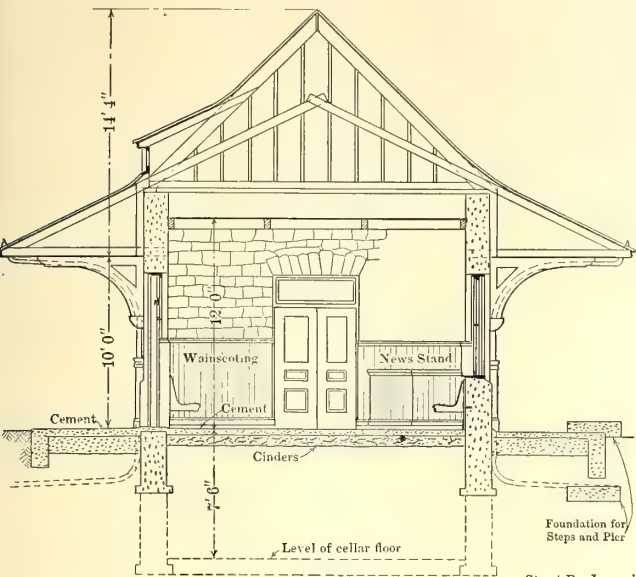 14' 4"
12' 0"
10' 0"
Wainscoting
News Stand
Cement
Cement
Cinders
7' 6"
Foundation for
Steps and Pier
Level of cellar floor